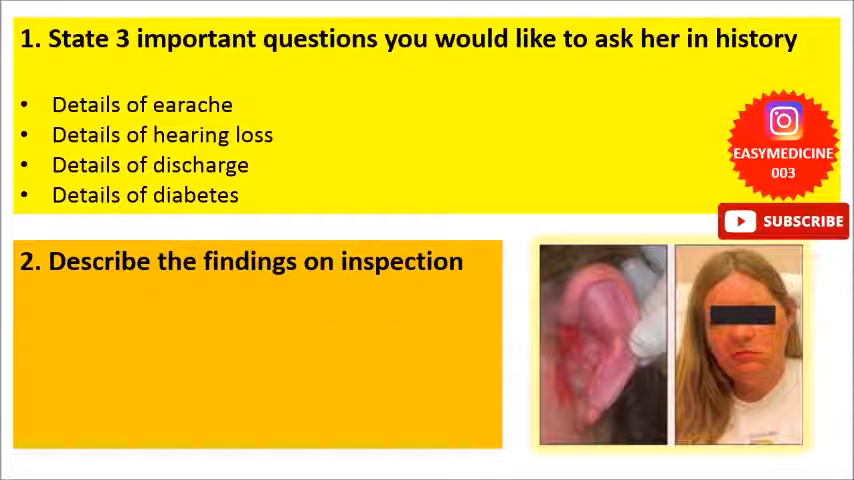 1. State 3 important questions you would like to ask her in history
• Details of earache
• Details of hearing loss
• Details of discharge
• Details of diabetes
EASYMEDICINE
003
SUBSCRIBE
2. Describe the findings on inspection